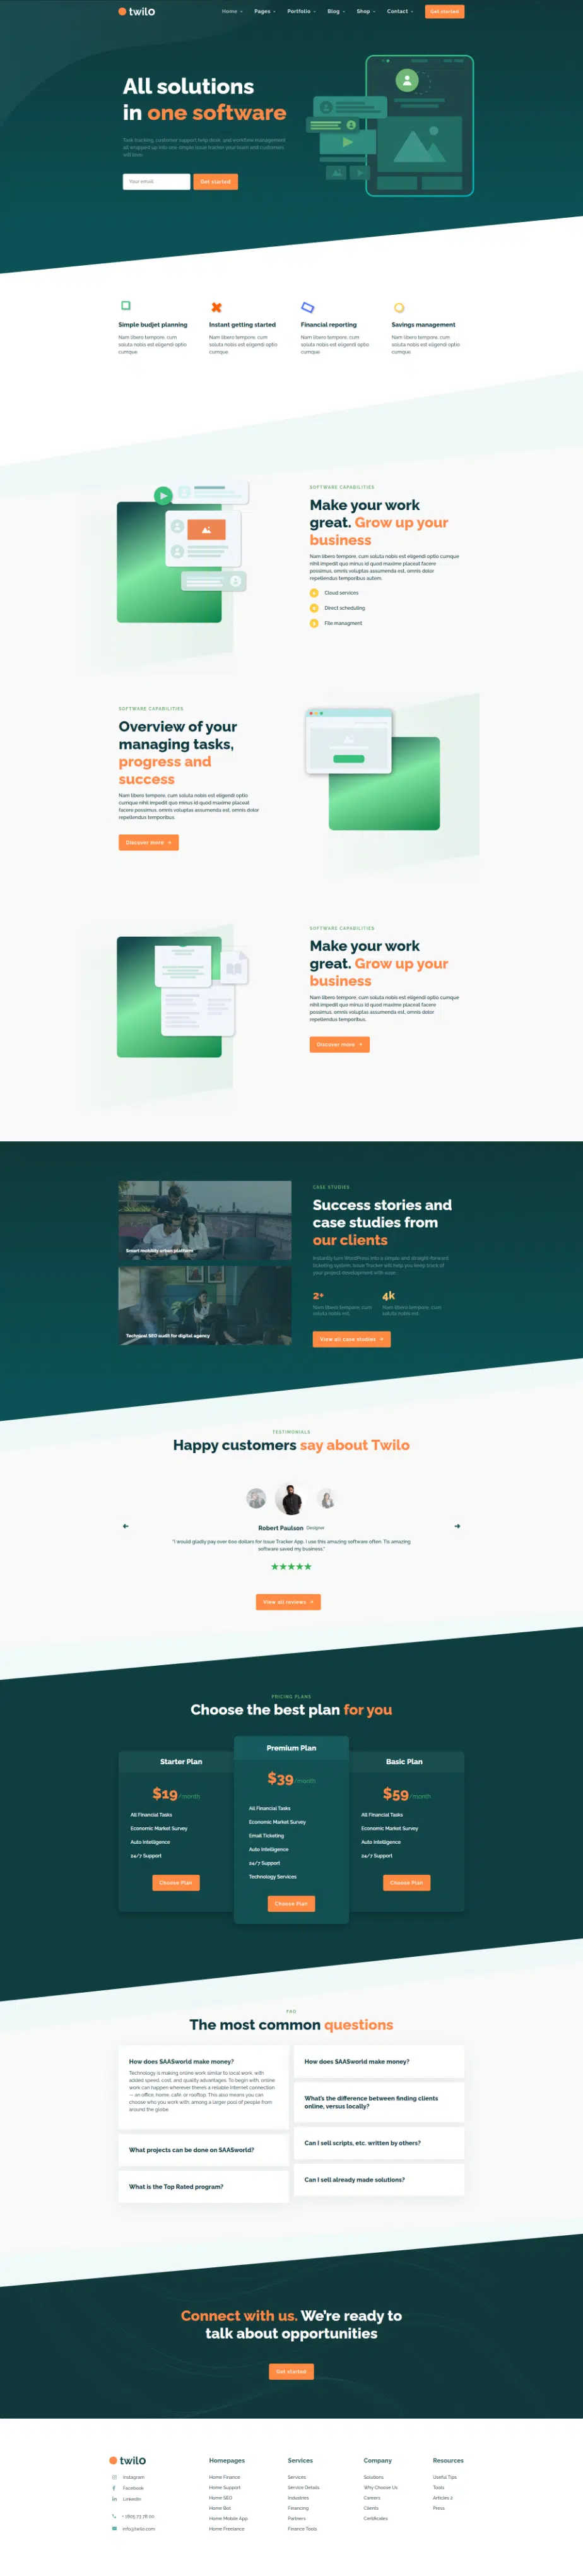 twilo
Home
Pages
Portfolio
Blog
Shop
Contact
Get started
All solutions
in one software
Task tracking, customer support help desk, and workflow management
all wrapped up into one simple issue tracker your team and customers
will love.
Your email
Get started
Simple budjet planning
Nam libero tempore, cum
soluta nobis est eligendi optio
cumque.
Instant getting started
Nam libero tempore, cum
soluta nobis est eligendi optio
cumque.
Financial reporting
Nam libero tempore, cum
soluta nobis est eligendi optio
cumque.
Savings management
Nam libero tempore, cum
soluta nobis est eligendi optio
cumque.
SOFTWARE CAPABILITIES
Make your work
great. Grow up your
business
Nam libero tempore, cum soluta nobis est eligendi optio cumque
nihil impedit quo minus id quod maxime placeat facere
possimus, omnis voluptas assumenda est, omnis dolor
repellendus temporibus autem.
Cloud services
Direct scheduling
File managment
SOFTWARE CAPABILITIES
Overview of your
managing tasks,
progress and
success
Nam libero tempore, cum soluta nobis est eligendi optio
cumque nihil impedit quo minus id quod maxime placeat
facere possimus, omnis voluptas assumenda est, omnis dolor
repellendus temporibus.
Discover more
SOFTWARE CAPABILITIES
Make your work
great. Grow up your
business
Nam libero tempore, cum soluta nobis est eligendi optio cumque
nihil impedit quo minus id quod maxime placeat facere
possimus, omnis voluptas assumenda est, omnis dolor
repellendus temporibus.
Discover more
Smart mobility urban platform
Technical SEO audit for digital agency
CASE STUDIES
Success stories and
case studies from
our clients
Instantly turn WordPress into a simple and straight-forward
ticketing system. Issue Tracker will help you keep track of
your project development with ease.
2+
Nam libero tempore, cum
soluta nobis est.
4k
Nam libero tempore, cum
soluta nobis est.
View all case studies
TESTIMONIALS
Happy customers say about Twilo
Robert Paulson Designer
"I would gladly pay over 600 dollars for Issue Tracker App. I use this amazing software often. Tis amazing
software saved my business."
View all reviews
PRICING PLANS
Choose the best plan for you
Starter Plan
$19/month
All Financial Tasks
Economic Market Survey
Auto Intelligence
24/7 Support
Choose Plan
Premium Plan
$39/month
All Financial Tasks
Economic Market Survey
Email Ticketing
Auto Intelligence
24/7 Support
Technology Services
Choose Plan
Basic Plan
$59/month
All Financial Tasks
Economic Market Survey
Auto Intelligence
24/7 Support
Choose Plan
FAQ
The most common questions
How does SAASworld make money?
Technology is making online work similar to local work, with
added speed, cost, and quality advantages. To begin with, online
work can happen wherever there's a reliable Internet connection
— an office, home, café, or rooftop. This also means you can
choose who you work with, among a larger pool of people from
around the globe.
What projects can be done on SAASworld?
What is the Top Rated program?
How does SAASworld make money?
What's the difference between finding clients
online, versus locally?
Can I sell scripts, etc. written by others?
Can I sell already made solutions?
Connect with us. We're ready to
talk about opportunities
Get started
twilo
Instagram
Facebook
LinkedIn
info@twilo.com
Homepages
Home Finance
Home Support
Home SEO
Home Bot
Home Mobile App
Home Freelance
Services
Services
Service Details
Industries
Financing
Partners
Finance Tools
Company
Solutions
Why Choose Us
Careers
Clients
Certificates
Resources
Useful Tips
Tools
Articles 2
Press